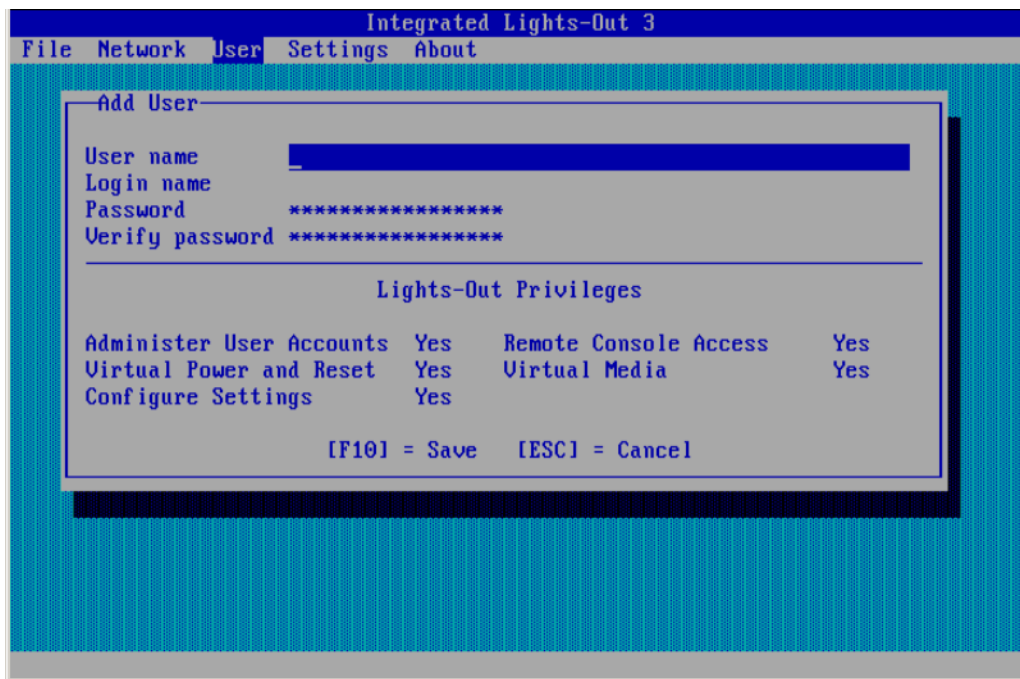 Integrated Lights-Out 3
File Network User Settings About
Add User
User name
Login name
Password *****************
Verify password *****************
Lights-Out Privileges
Administer User Accounts Yes Remote Console Access Yes
Virtual Power and Reset Yes Virtual Media Yes
Configure Settings Yes
[F10] = Save [ESC] = Cancel